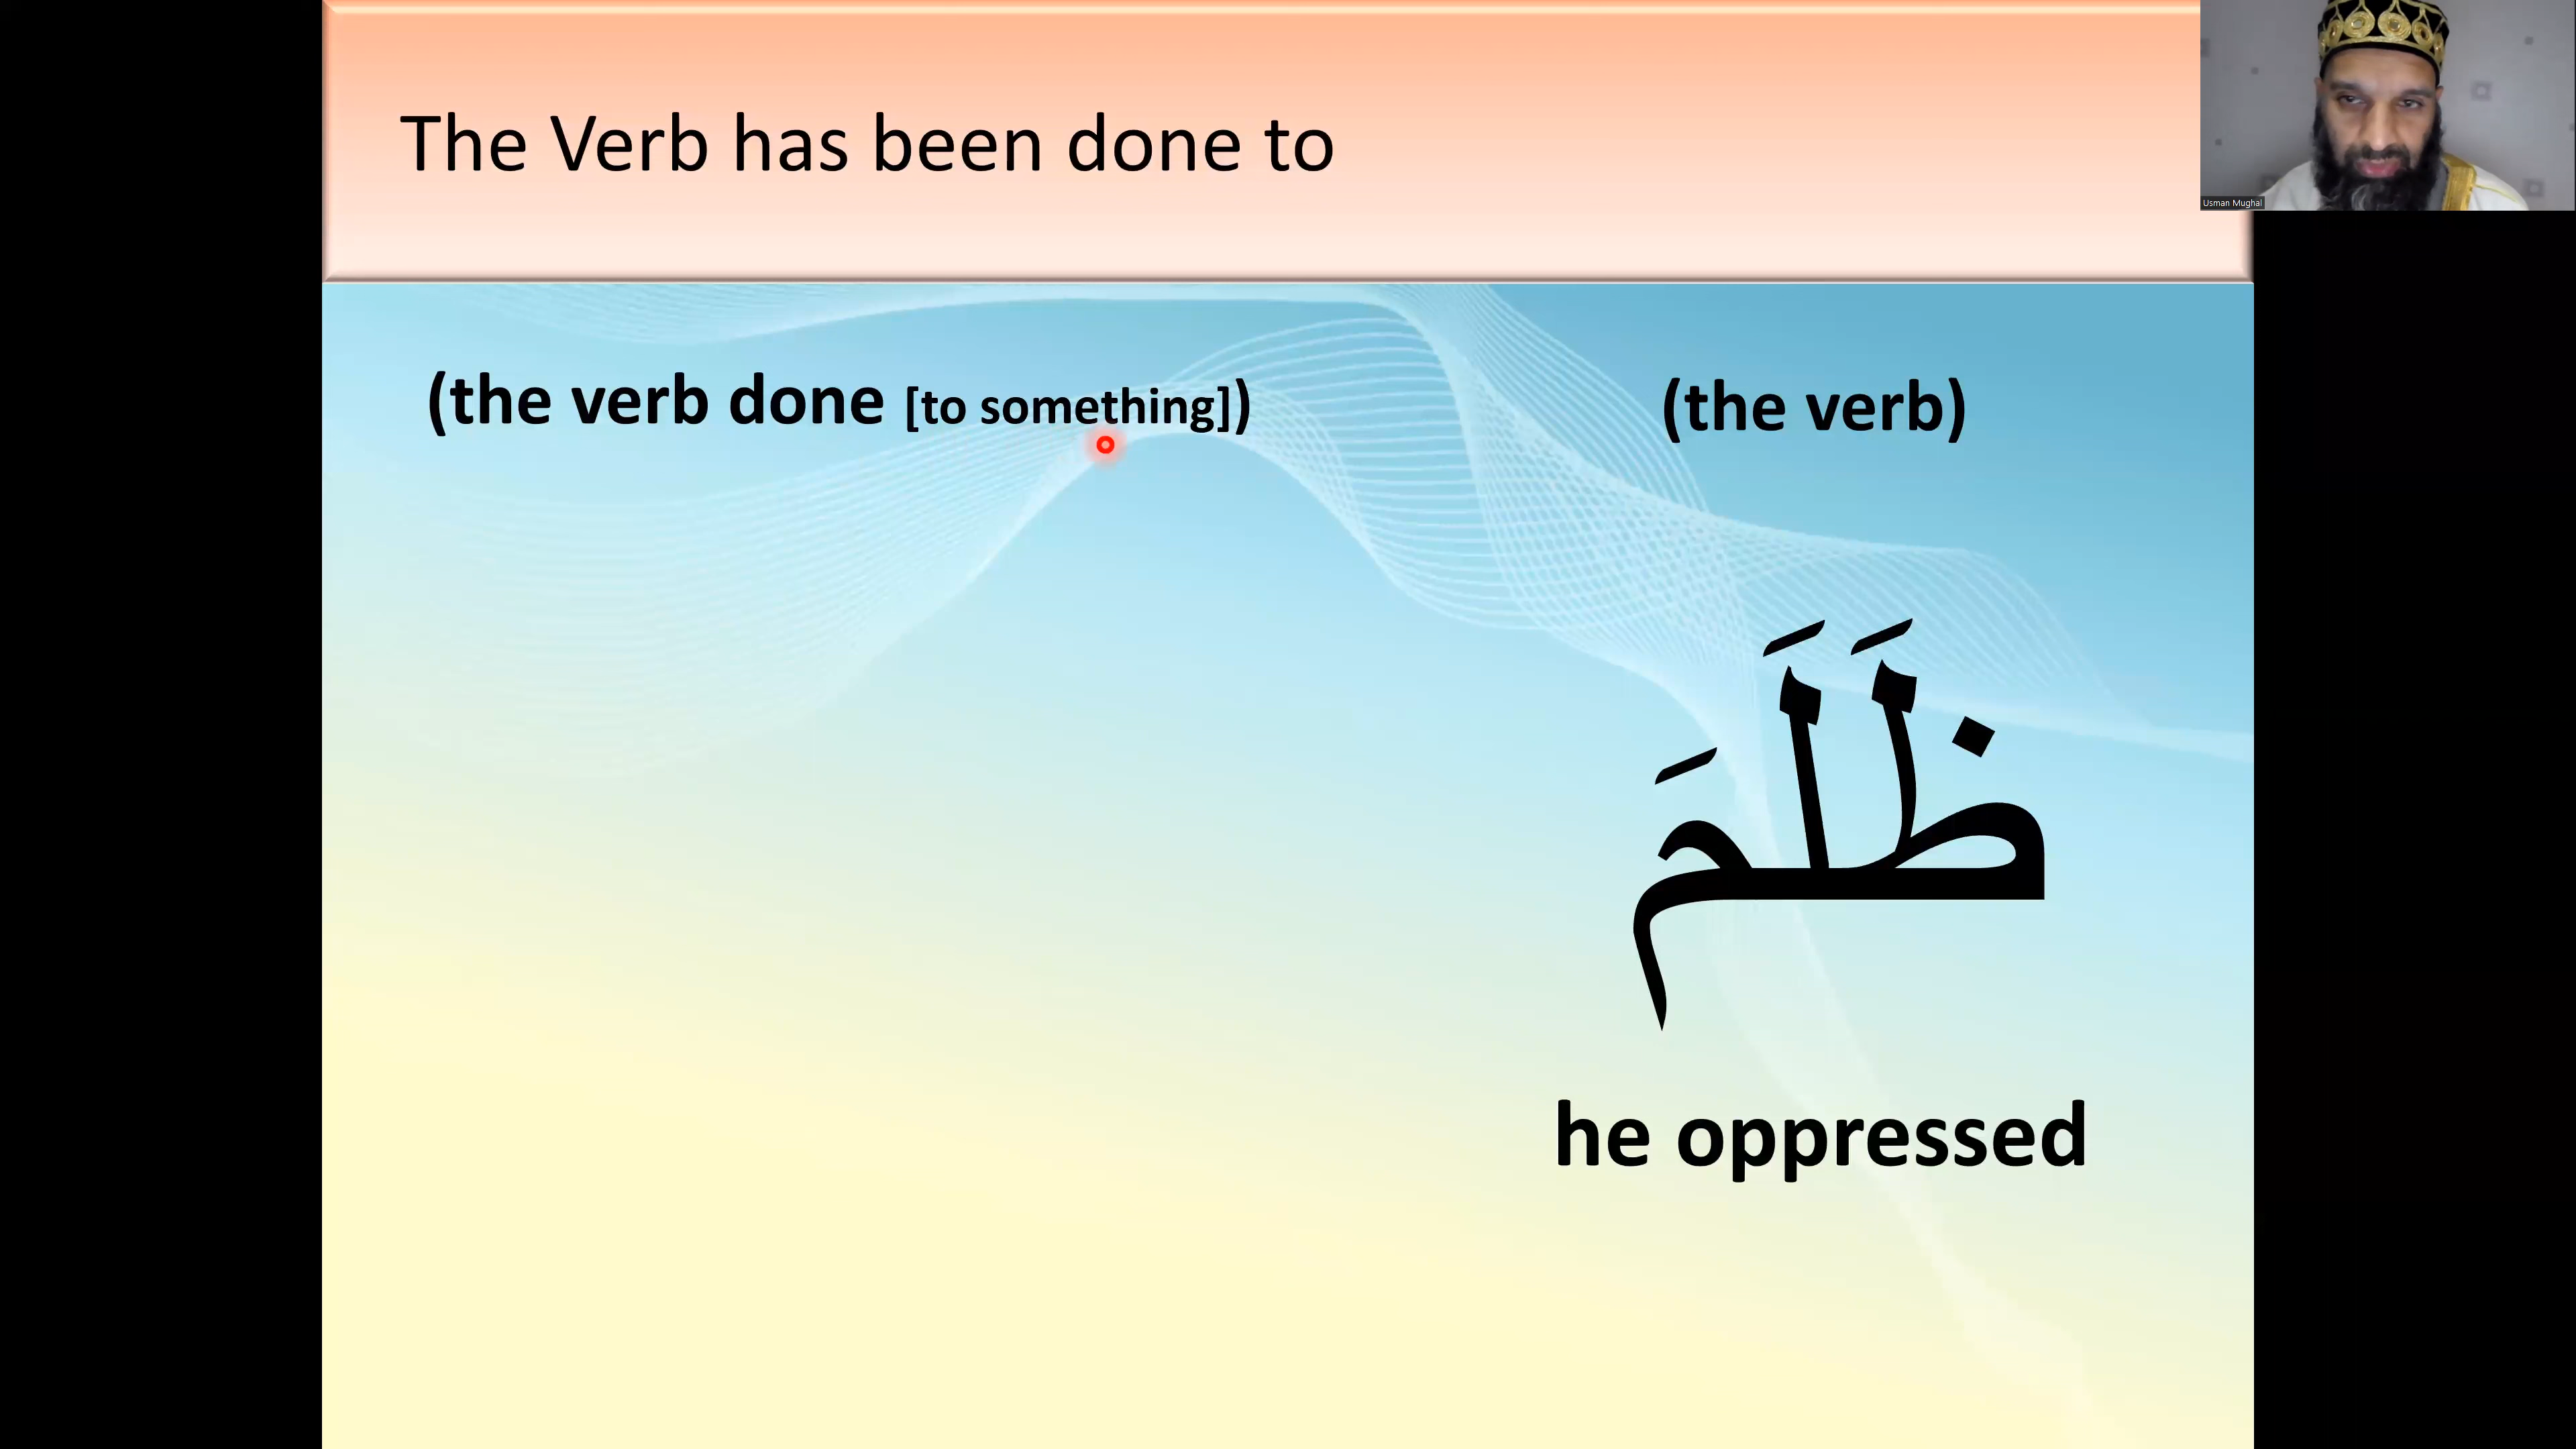 The Verb has been done to
Usman Mughal
(the verb done [to something])
(the verb)
ظَلَمَ
he oppressed